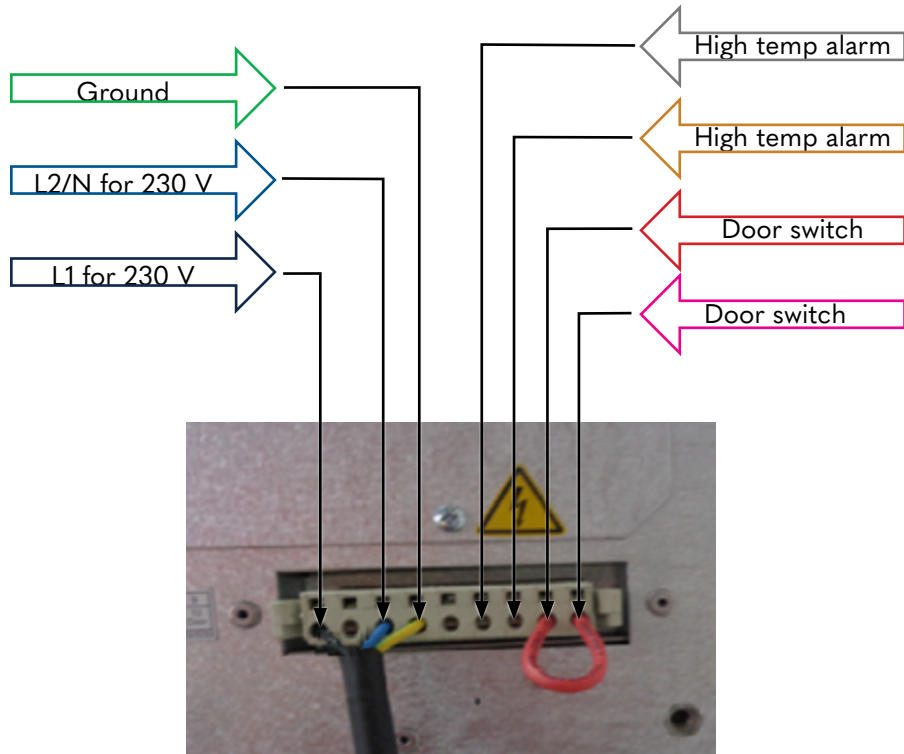 Ground
L2/N for 230 V
L1 for 230 V
High temp alarm
High temp alarm
Door switch
Door switch